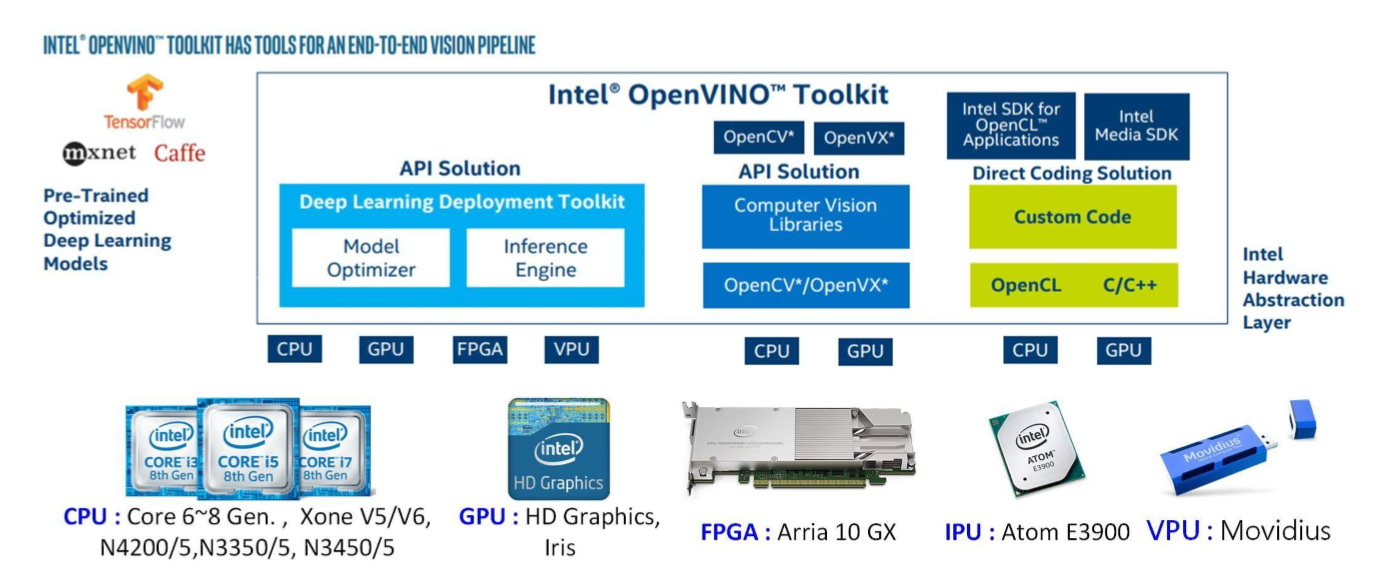 INTEL® OPENVINO™ TOOLKIT HAS TOOLS FOR AN END-TO-END VISION PIPELINE
TensorFlow
mxnet Caffe
Pre-Trained
Optimized
Deep Learning
Models
Intel® OpenVINO™ Toolkit
API Solution
Deep Learning Deployment Toolkit
Model
Optimizer
Inference
Engine
OpenCV* OpenVX*
API Solution
Computer Vision
Libraries
OpenCV*/OpenVX*
Intel SDK for
OpenCL™
Applications
Intel
Media SDK
Direct Coding Solution
Custom Code
OpenCL C/C++
Intel
Hardware
Abstraction
Layer
CPU GPU FPGA VPU
CPU GPU
CPU GPU
intel
CORE i3
8th Gen
intel
CORE i5
8th Gen
intel
CORE i7
8th Gen
intel
HD Graphics
intel
intel
ATOM™
E3900
Movidius
CPU : Core 6~8 Gen. , Xone V5/V6,
N4200/5,N3350/5, N3450/5
GPU : HD Graphics,
Iris
FPGA : Arria 10 GX
IPU : Atom E3900
VPU : Movidius